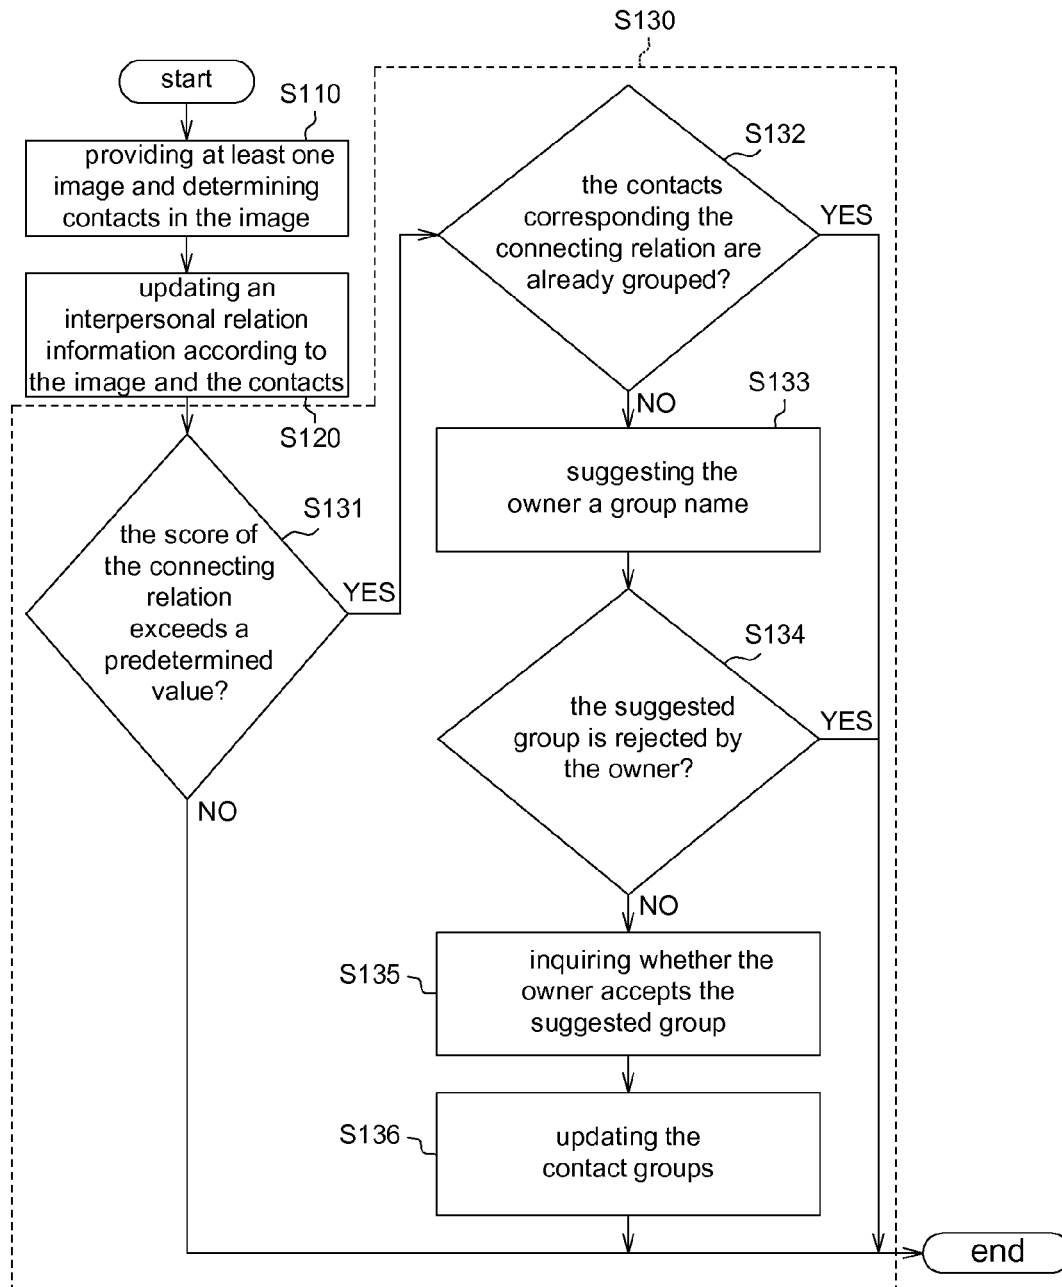 S130
start
S110
providing at least one
image and determining
contacts in the image
updating an
interpersonal relation
information according to
the image and the contacts
S120
S131
the score of
the connecting
relation
exceeds a
predetermined
value?
YES
NO
S132
the contacts
corresponding the
connecting relation are
already grouped?
YES
NO
S133
suggesting the
owner a group name
S134
the suggested
group is rejected by
the owner?
YES
NO
S135
inquiring whether the
owner accepts the
suggested group
S136
updating the
contact groups
end